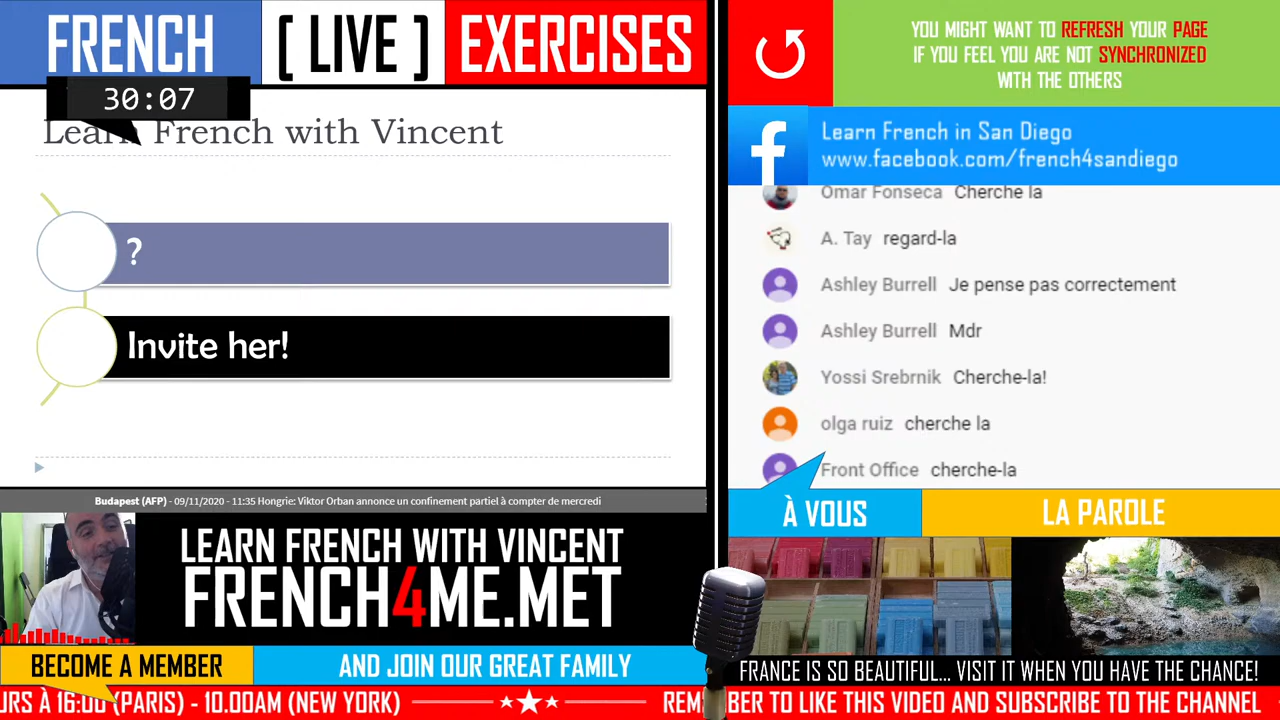 FRENCH
[ LIVE ]
EXERCISES
30:07
Learn French with Vincent
?
Invite her!
Budapest (AFP) - 09/11/2020 - 11:35 Hongrie: Viktor Orban annonce un confinement partiel à compter de mercredi
LEARN FRENCH WITH VINCENT
FRENCH4ME.MET
BECOME A MEMBER
AND JOIN OUR GREAT FAMILY
YOU MIGHT WANT TO REFRESH YOUR PAGE
IF YOU FEEL YOU ARE NOT SYNCHRONIZED
WITH THE OTHERS
Learn French in San Diego
www.facebook.com/french4sandiego
Omar Fonseca Cherche la
A. Tay regard-la
Ashley Burrell Je pense pas correctement
Ashley Burrell Mdr
Yossi Srebrnik Cherche-la!
olga ruiz cherche la
Front Office cherche-la
À VOUS
LA PAROLE
FRANCE IS SO BEAUTIFUL... VISIT IT WHEN YOU HAVE THE CHANCE!
URS À 16:00 (PARIS) - 10.00AM (NEW YORK)
REMEMBER TO LIKE THIS VIDEO AND SUBSCRIBE TO THE CHANNEL